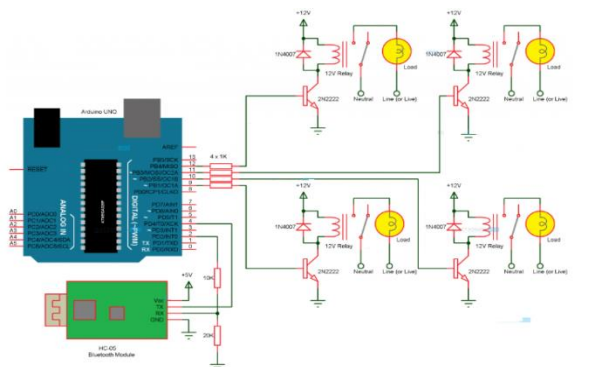 +12V
+12V
1N4007
1N4007
12V Relay
Load
12V Relay
Load
2N2222
Neutral
Line (or Live)
2N2222
Neutral
Line (or Live)
Arduino UNO
AREF
RESET
4 x 1K
13
12
11
10
9
8
7
6
5
4
3
2
1
0
DIGITAL (~PWM)
ANALOG IN
TX
RX
A0
A1
A2
A3
A4
A5
+12V
+12V
1N4007
1N4007
12V Relay
Load
12V Relay
Load
2N2222
Neutral
Line (or Live)
2N2222
Neutral
Line (or Live)
+5V
10K
20K
Vcc
TX
RX
GND
HC-05
Bluetooth Module